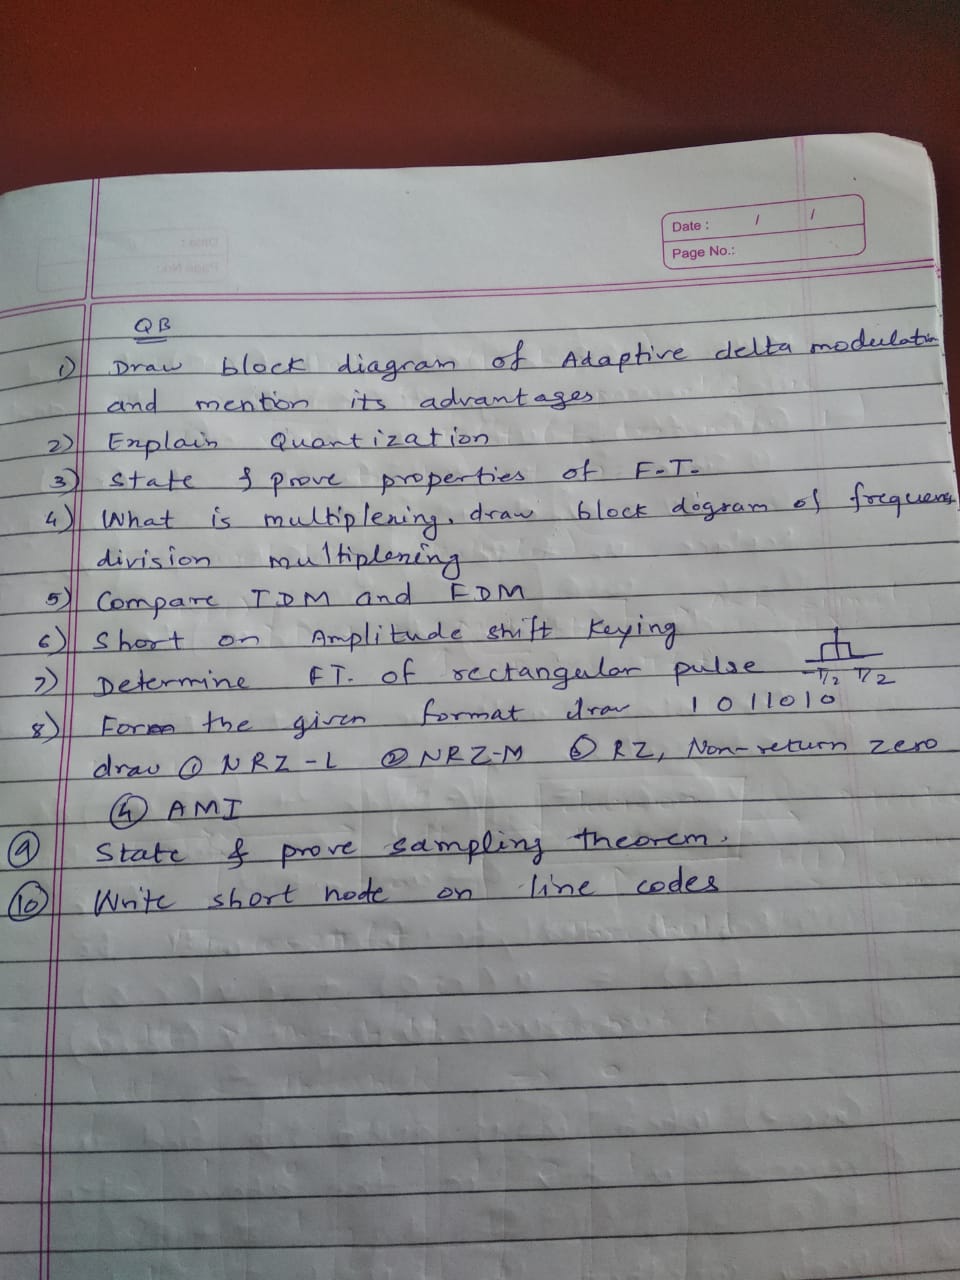 Date : / /
Page No.:
QB
1) Draw block diagram of Adaptive delta modulation
and mention its advantages
2) Explain Quantization
3) State & prove properties of F.T.
4) What is multiplexing. draw block dogram of frequency
division multiplexing
5) Compare TDM and FDM
6) Short on Amplitude shift keying
7) Determine FT. of rectangular pulse -T/2 T/2
8) Form the given format draw 1011010
draw ① NRZ-L ② NRZ-M ③ RZ, Non-return zero
④ AMI
⑨ State & prove sampling theorem.
⑩ Write short node on line codes